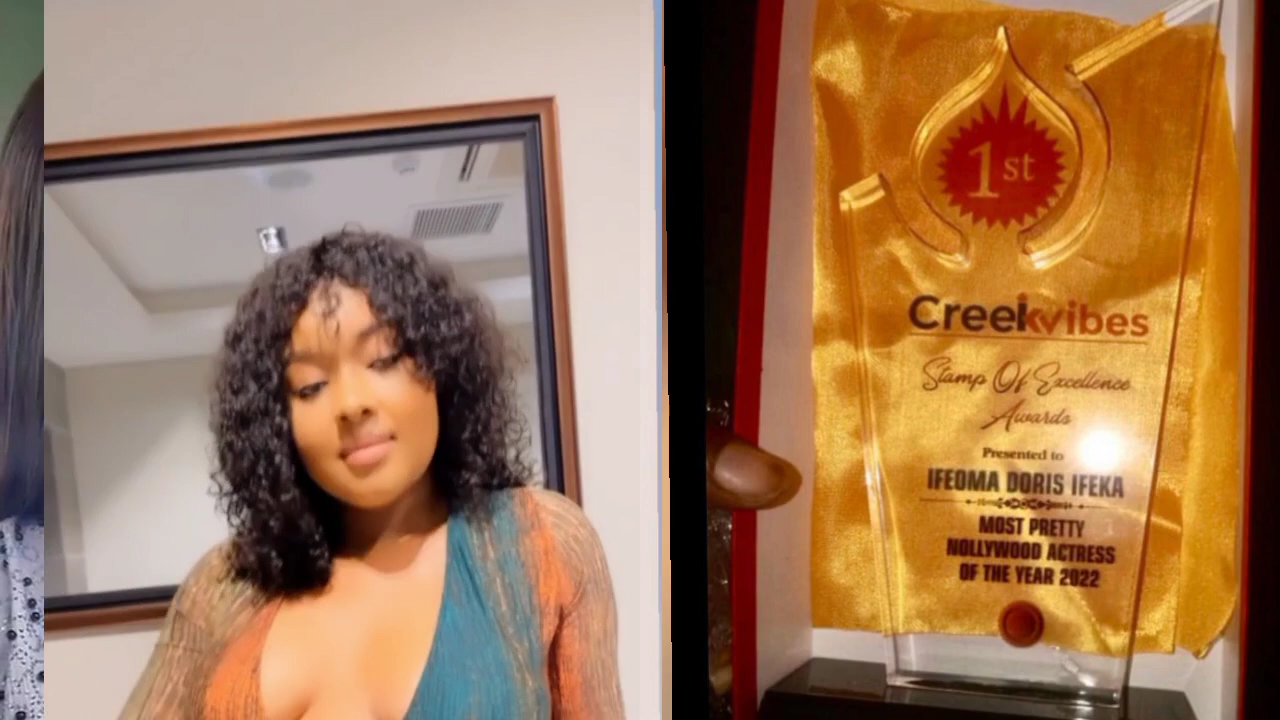 1st
Creekvibes
Stamp Of Excellence
Awards
Presented to
IFEOMA DORIS IFEKA
MOST PRETTY
NOLLYWOOD ACTRESS
OF THE YEAR 2022